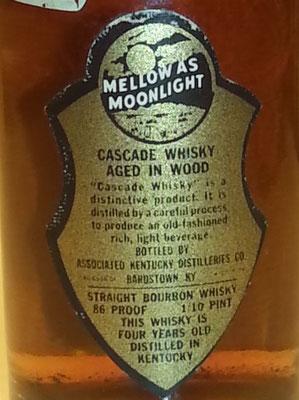 MELLOW AS
MOONLIGHT
CASCADE WHISKY
AGED IN WOOD
"Cascade Whisky" is a
distinctive product. It is
distilled by a careful process
to produce an old-fashioned
rich, light beverage.
BOTTLED BY
ASSOCIATED KENTUCKY DISTILLERIES CO.
BARDSTOWN KY
STRAIGHT BOURBON WHISKY
86 PROOF 1/10 PINT
THIS WHISKY IS
FOUR YEARS OLD
DISTILLED IN
KENTUCKY